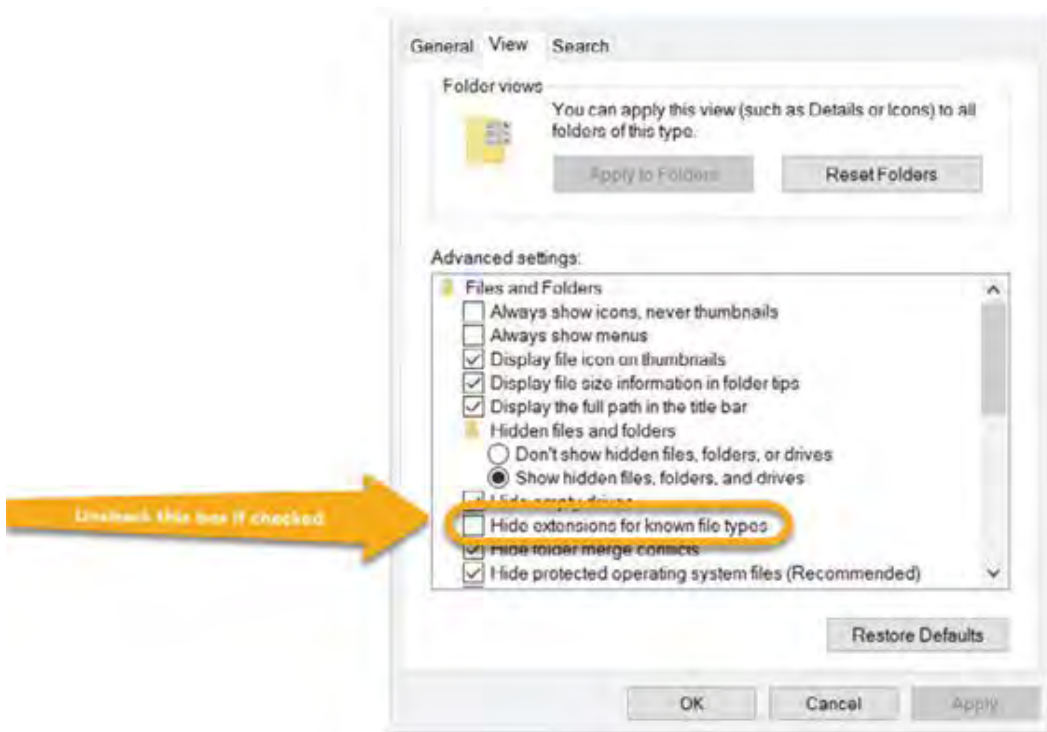 General View Search
Folder views
You can apply this view (such as Details or Icons) to all
folders of this type.
Apply to Folders Reset Folders
Advanced settings:
Files and Folders
Always show icons, never thumbnails
Always show menus
Display file icon on thumbnails
Display file size information in folder tips
Display the full path in the title bar
Hidden files and folders
Don't show hidden files, folders, or drives
Show hidden files, folders, and drives
Hide empty drives
Uncheck this box if checked
Hide extensions for known file types
Hide folder merge conflicts
Hide protected operating system files (Recommended)
Restore Defaults
OK Cancel Apply